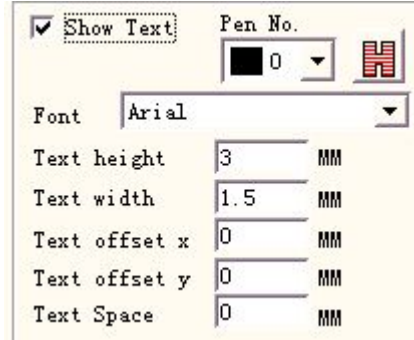 Show Text Pen No.
0
Font Arial
Text height 3 MM
Text width 1.5 MM
Text offset x 0 MM
Text offset y 0 MM
Text Space 0 MM